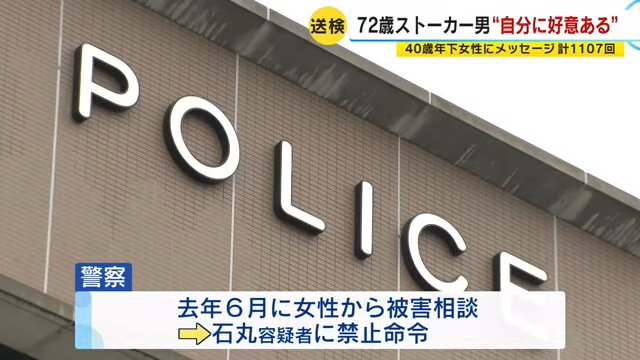 送検
72歳ストーカー男“自分に好意ある”
40歳年下女性にメッセージ 計1107回
POLICE
警察
去年6月に女性から被害相談
⇨石丸容疑者に禁止命令